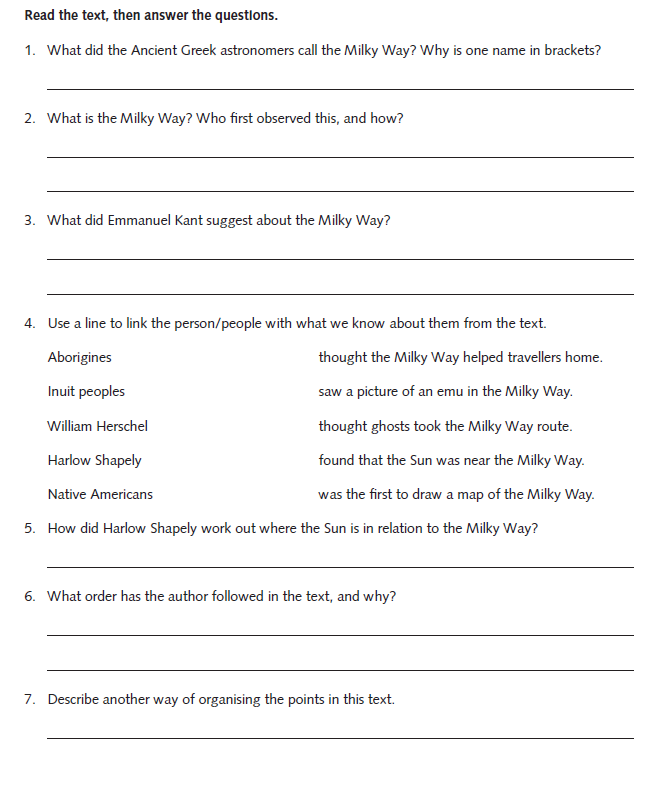 Read the text, then answer the questions.
1. What did the Ancient Greek astronomers call the Milky Way? Why is one name in brackets?
2. What is the Milky Way? Who first observed this, and how?
3. What did Emmanuel Kant suggest about the Milky Way?
4. Use a line to link the person/people with what we know about them from the text.
Aborigines thought the Milky Way helped travellers home.
Inuit peoples saw a picture of an emu in the Milky Way.
William Herschel thought ghosts took the Milky Way route.
Harlow Shapely found that the Sun was near the Milky Way.
Native Americans was the first to draw a map of the Milky Way.
5. How did Harlow Shapely work out where the Sun is in relation to the Milky Way?
6. What order has the author followed in the text, and why?
7. Describe another way of organising the points in this text.